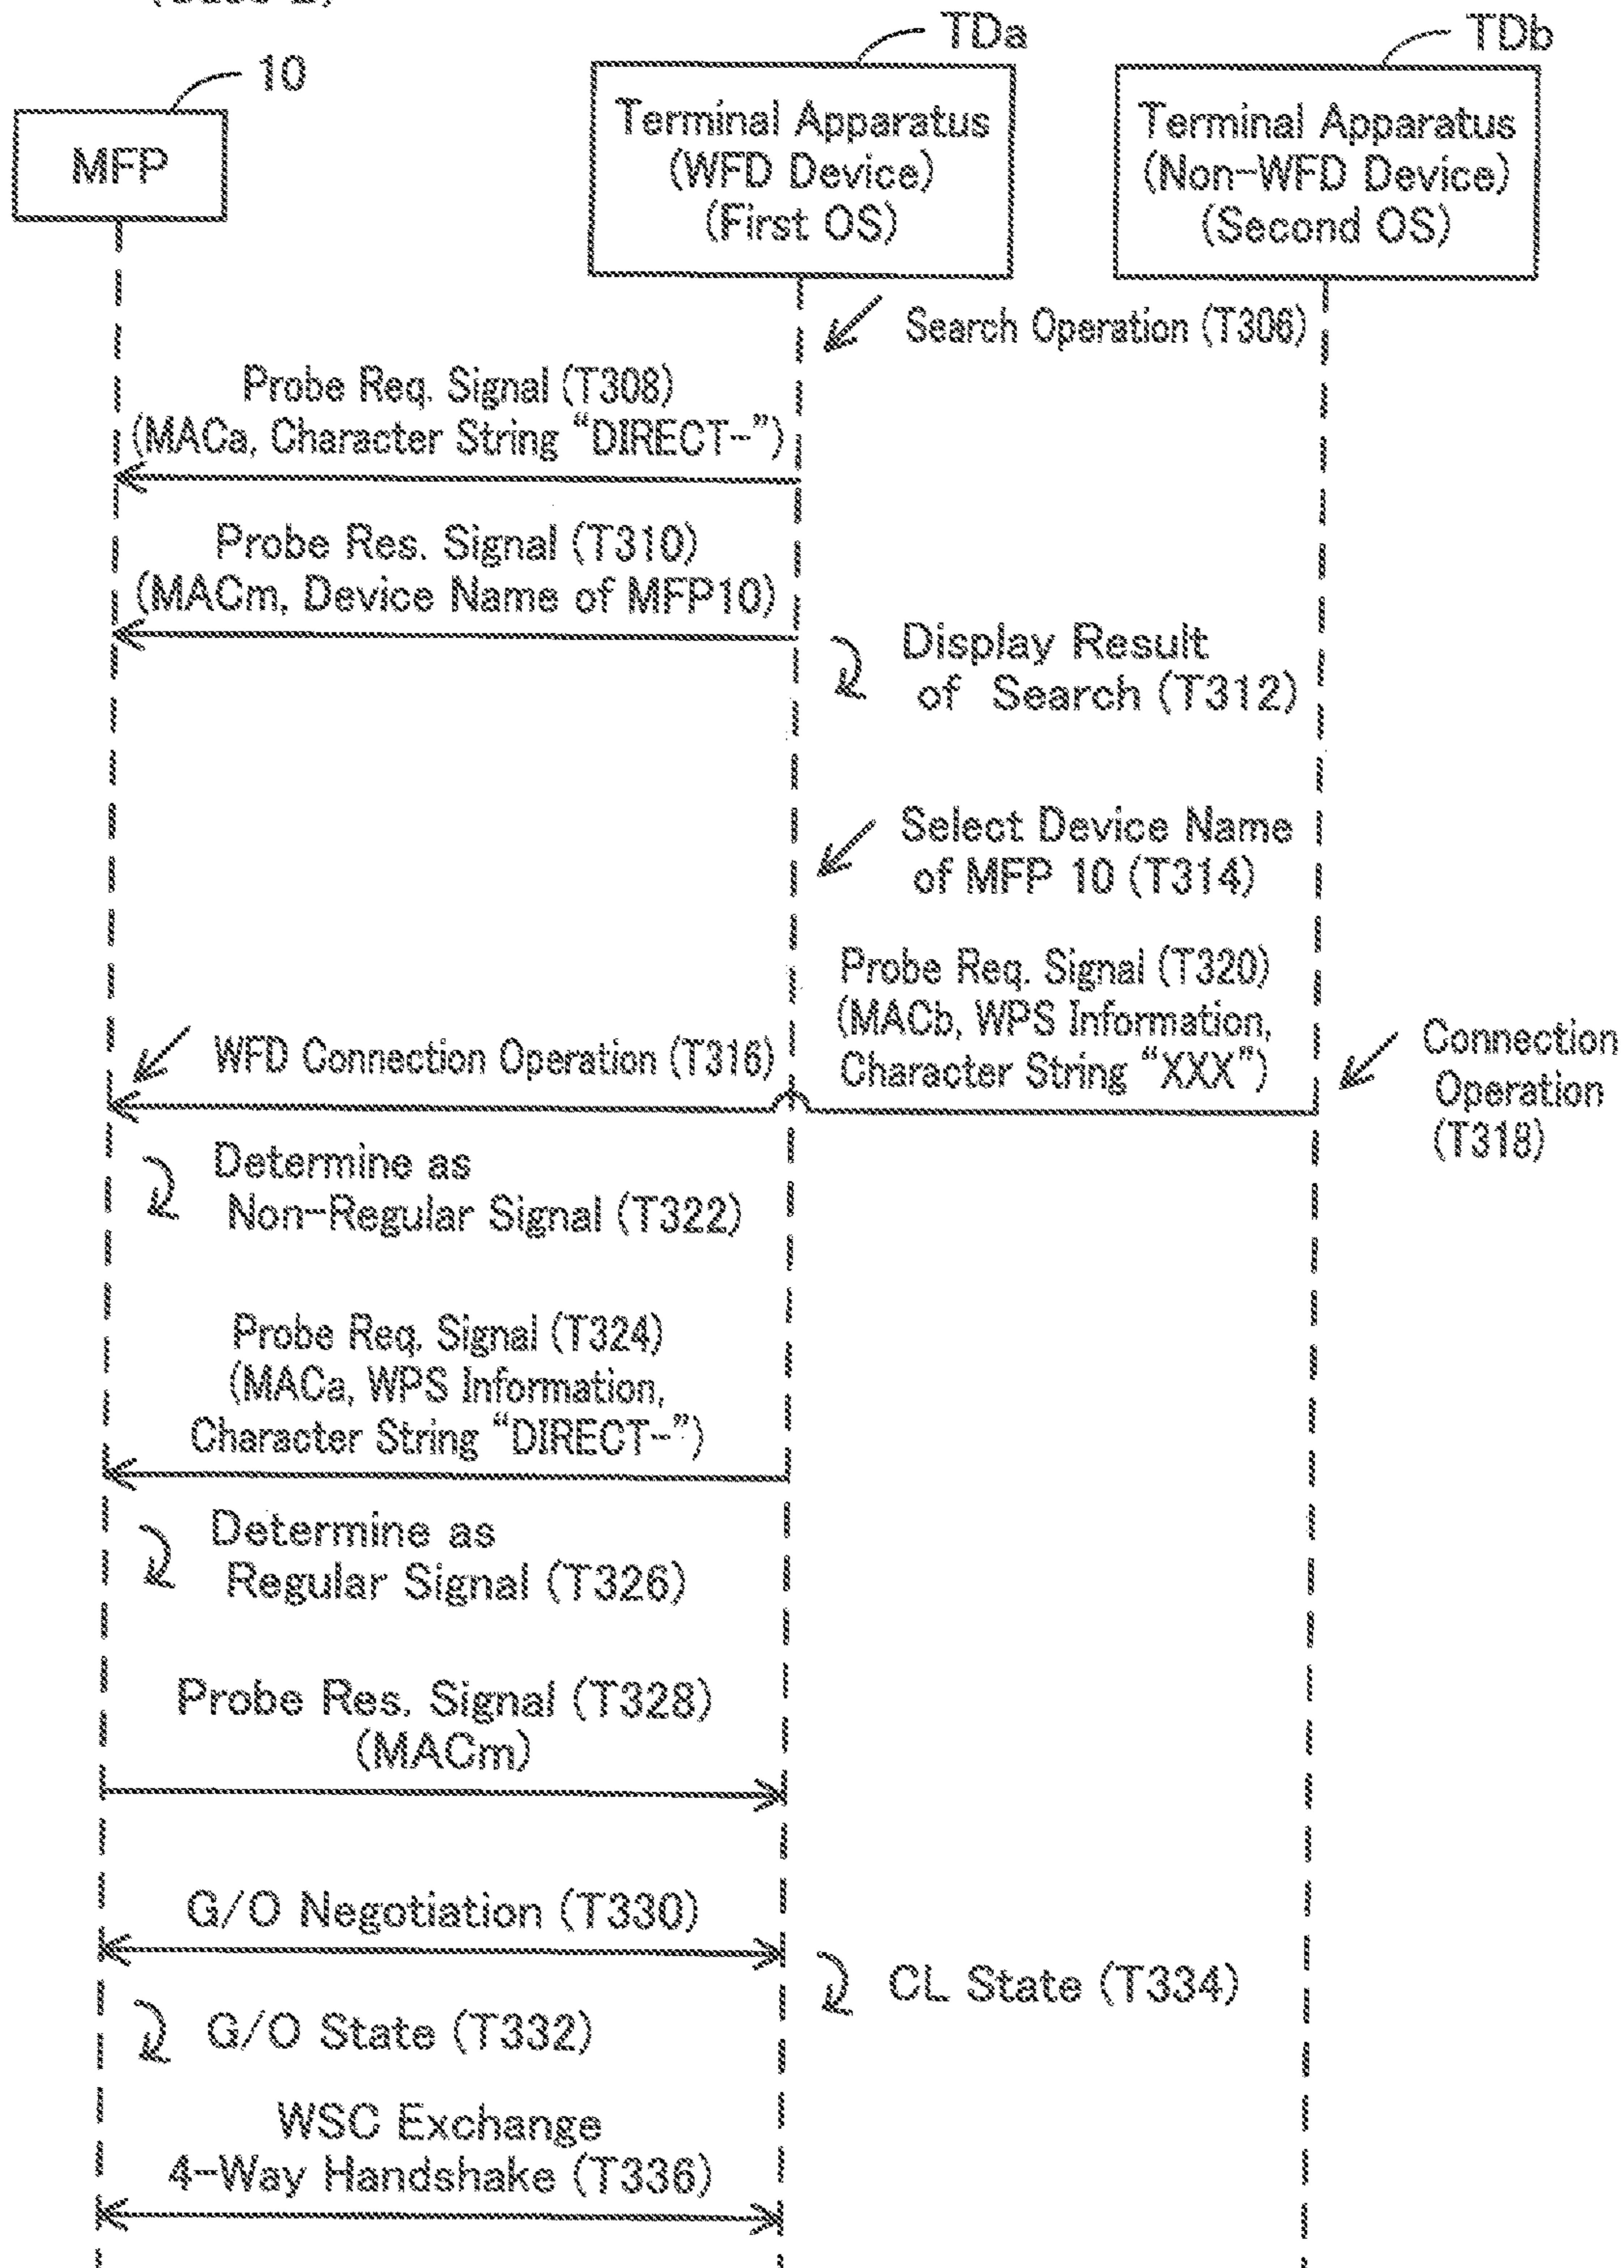 10
TDa
TDb
MFP
Terminal Apparatus
(WFD Device)
(First OS)
Terminal Apparatus
(Non-WFD Device)
(Second OS)
Search Operation (T306)
Probe Req. Signal (T308)
(MACa, Character String “DIRECT-”)
Probe Res. Signal (T310)
(MACm, Device Name of MFP10)
Display Result
of Search (T312)
Select Device Name
of MFP 10 (T314)
Probe Req. Signal (T320)
(MACb, WPS Information,
Character String “XXX”)
WFD Connection Operation (T316)
Connection
Operation
(T318)
Determine as
Non-Regular Signal (T322)
Probe Req. Signal (T324)
(MACa, WPS Information,
Character String “DIRECT-”)
Determine as
Regular Signal (T326)
Probe Res. Signal (T328)
(MACm)
G/O Negotiation (T330)
CL State (T334)
G/O State (T332)
WSC Exchange
4-Way Handshake (T336)